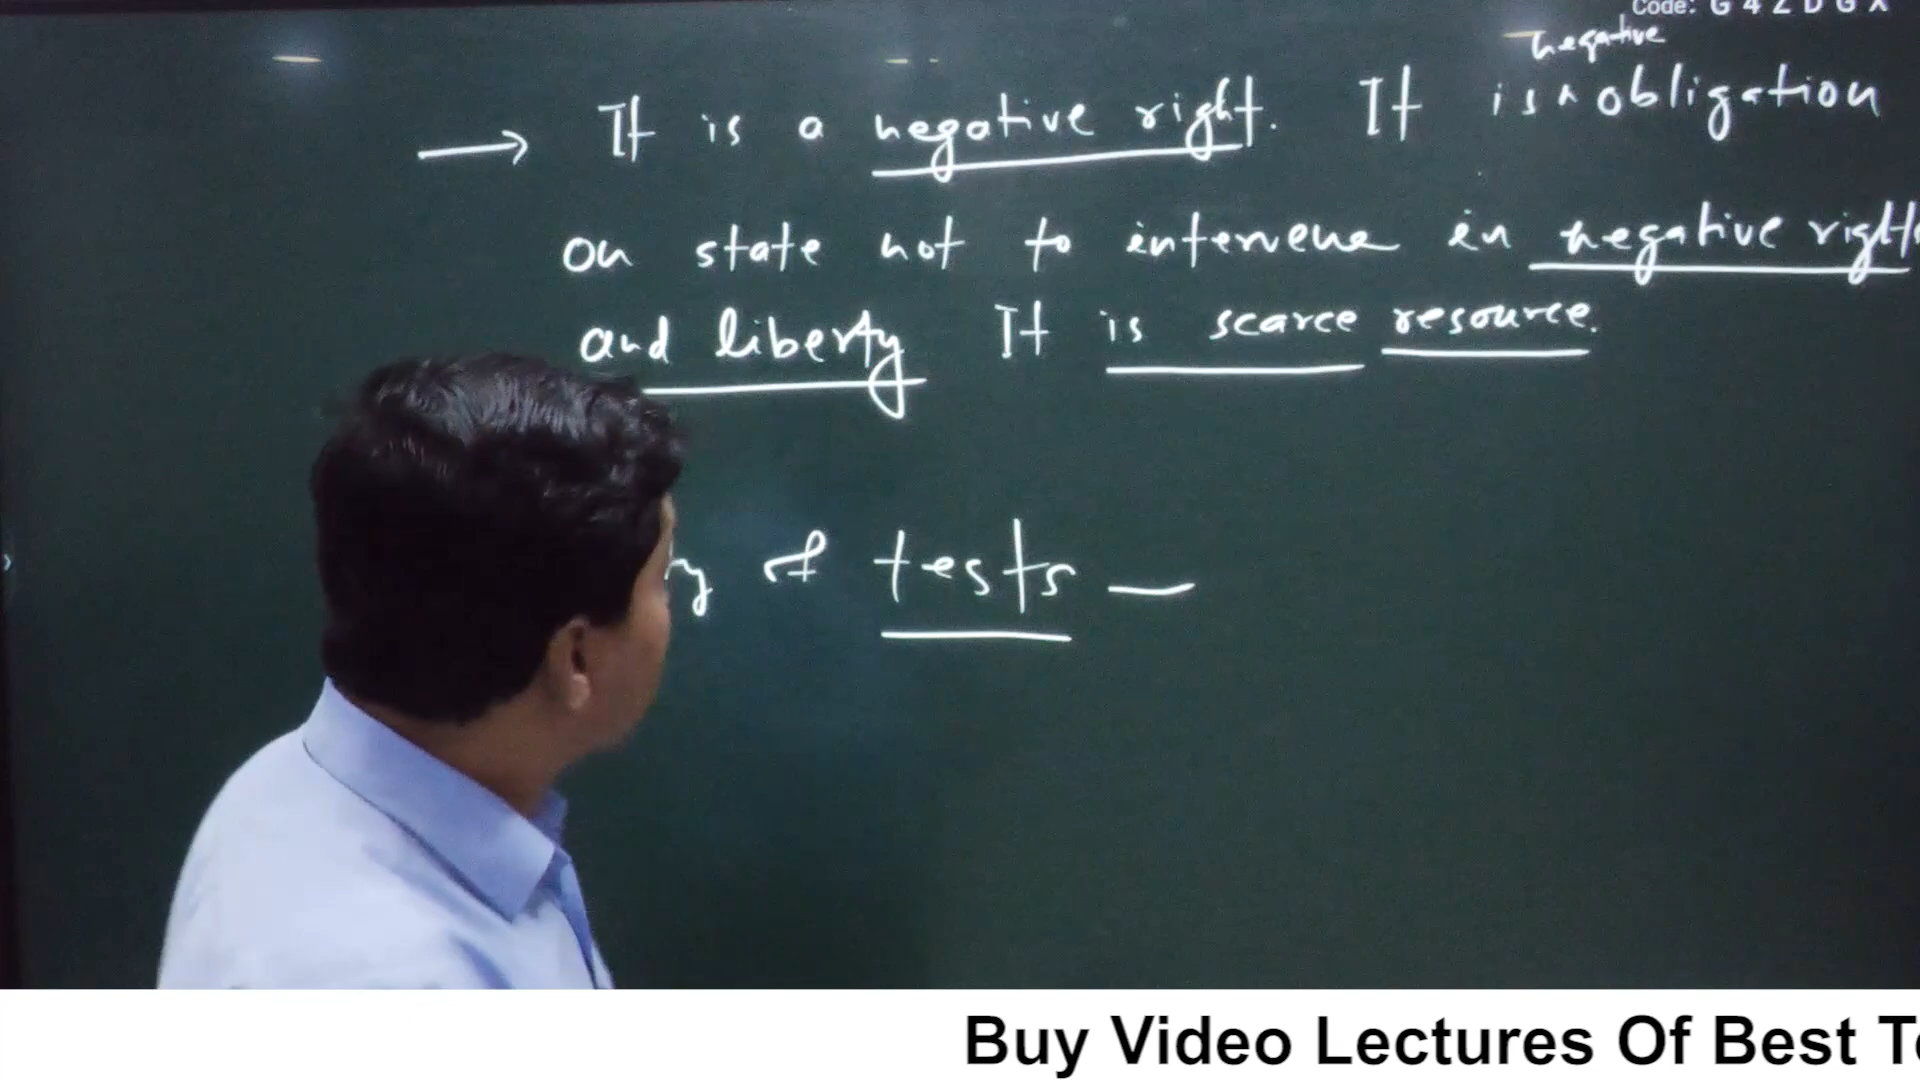 Code: G 4 Z D G X
negative
→ It is a negative right. It is ^ obligation
on state not to intervene in negative right
and liberty It is scarce resource.
of tests —
Buy Video Lectures Of Best